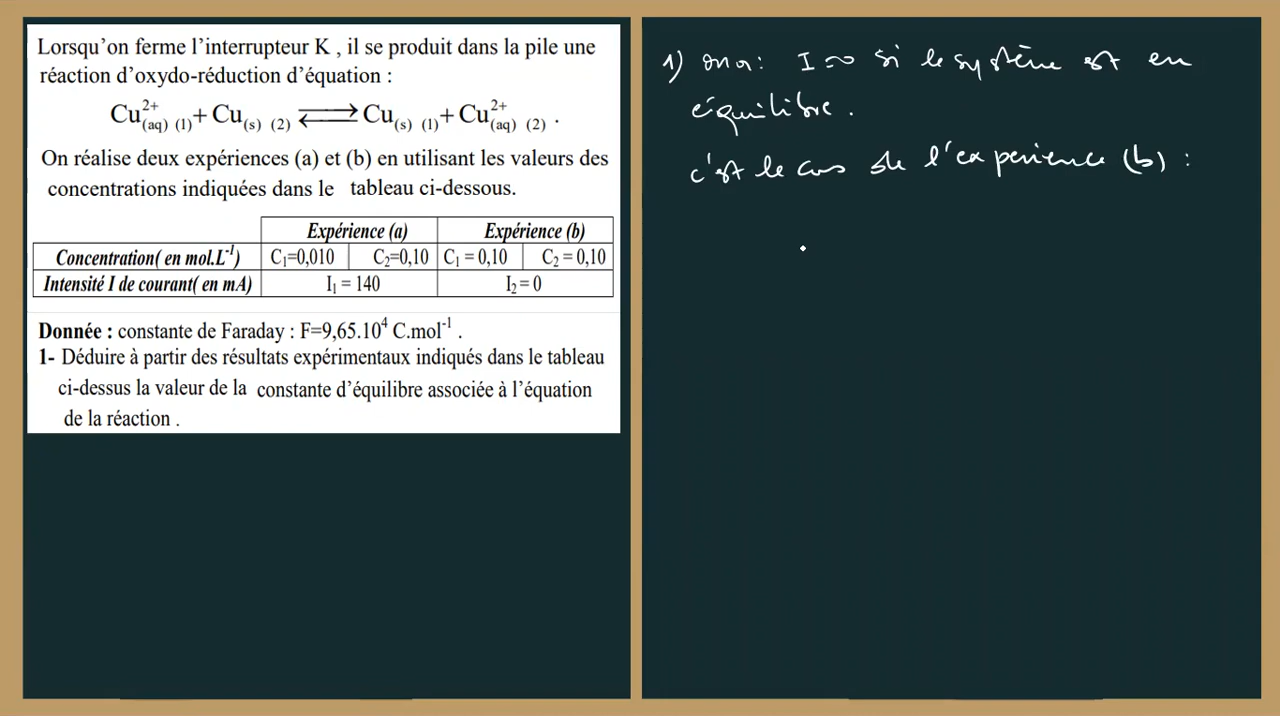 Lorsqu'on ferme l'interrupteur K , il se produit dans la pile une
réaction d'oxydo-réduction d'équation :
Cu²⁺(aq) (1) + Cu(s) (2) ⇌ Cu(s) (1) + Cu²⁺(aq) (2) .
On réalise deux expériences (a) et (b) en utilisant les valeurs des
concentrations indiquées dans le tableau ci-dessous.
Expérience (a) Expérience (b)
Concentration( en mol.L⁻¹) C₁=0,010 C₂=0,10 C₁ = 0,10 C₂ = 0,10
Intensité I de courant( en mA) I₁ = 140 I₂ = 0
Donnée : constante de Faraday : F=9,65.10⁴ C.mol⁻¹ .
1- Déduire à partir des résultats expérimentaux indiqués dans le tableau
ci-dessus la valeur de la constante d'équilibre associée à l'équation
de la réaction .
1) on a : I=0 si le système est en
équilibre .
c'est le cas de l'experience (b) :